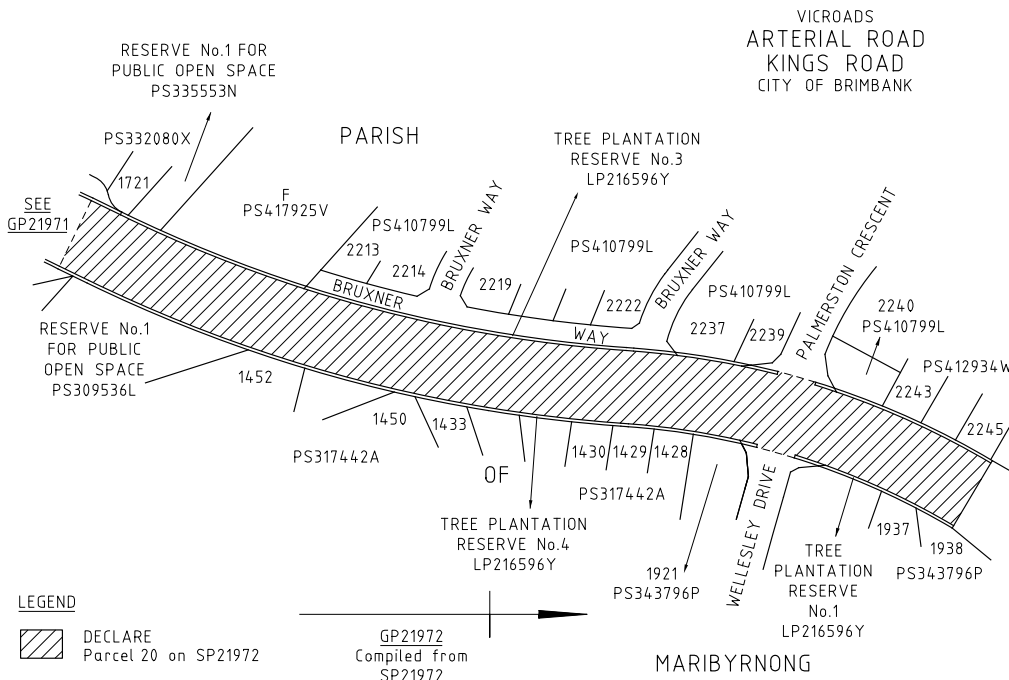 VICROADS
ARTERIAL ROAD
KINGS ROAD
CITY OF BRIMBANK
RESERVE No.1 FOR
PUBLIC OPEN SPACE
PS335553N
PS332080X
1721
PARISH
TREE PLANTATION
RESERVE No.3
LP216596Y
SEE
GP21971
F
PS417925V
PS410799L
2213
2214
BRUXNER WAY
PS410799L
2219
2222
BRUXNER WAY
PS410799L
BRUXNER
WAY
2237
2239
PALMERSTON CRESCENT
2240
PS410799L
PS412934W
2243
2245
RESERVE No.1
FOR PUBLIC
OPEN SPACE
PS309536L
1452
1450
1433
PS317442A
OF
1430
1429
1428
PS317442A
TREE PLANTATION
RESERVE No.4
LP216596Y
1921
PS343796P
WELLESLEY DRIVE
TREE
PLANTATION
RESERVE
No.1
LP216596Y
1937
1938
PS343796P
LEGEND
DECLARE
Parcel 20 on SP21972
GP21972
Compiled from
SP21972
MARIBYRNONG